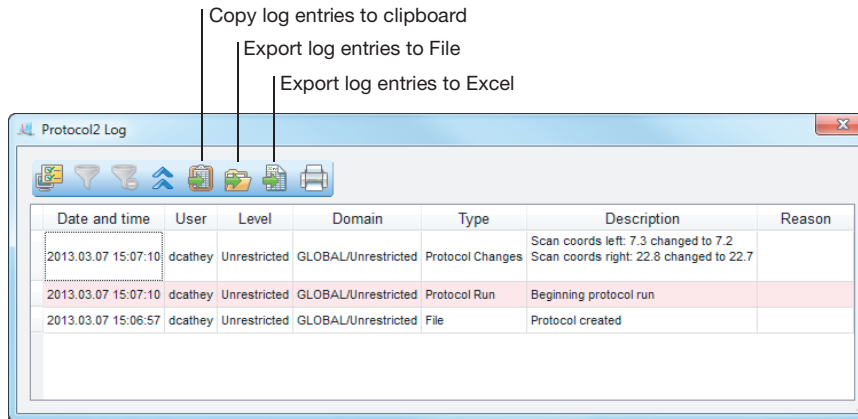 Copy log entries to clipboard
Export log entries to File
Export log entries to Excel
Protocol2 Log
Date and time User Level Domain Type Description Reason
2013.03.07 15:07:10 dcathey Unrestricted GLOBAL/Unrestricted Protocol Changes Scan coords left: 7.3 changed to 7.2
Scan coords right: 22.8 changed to 22.7
2013.03.07 15:07:10 dcathey Unrestricted GLOBAL/Unrestricted Protocol Run Beginning protocol run
2013.03.07 15:06:57 dcathey Unrestricted GLOBAL/Unrestricted File Protocol created